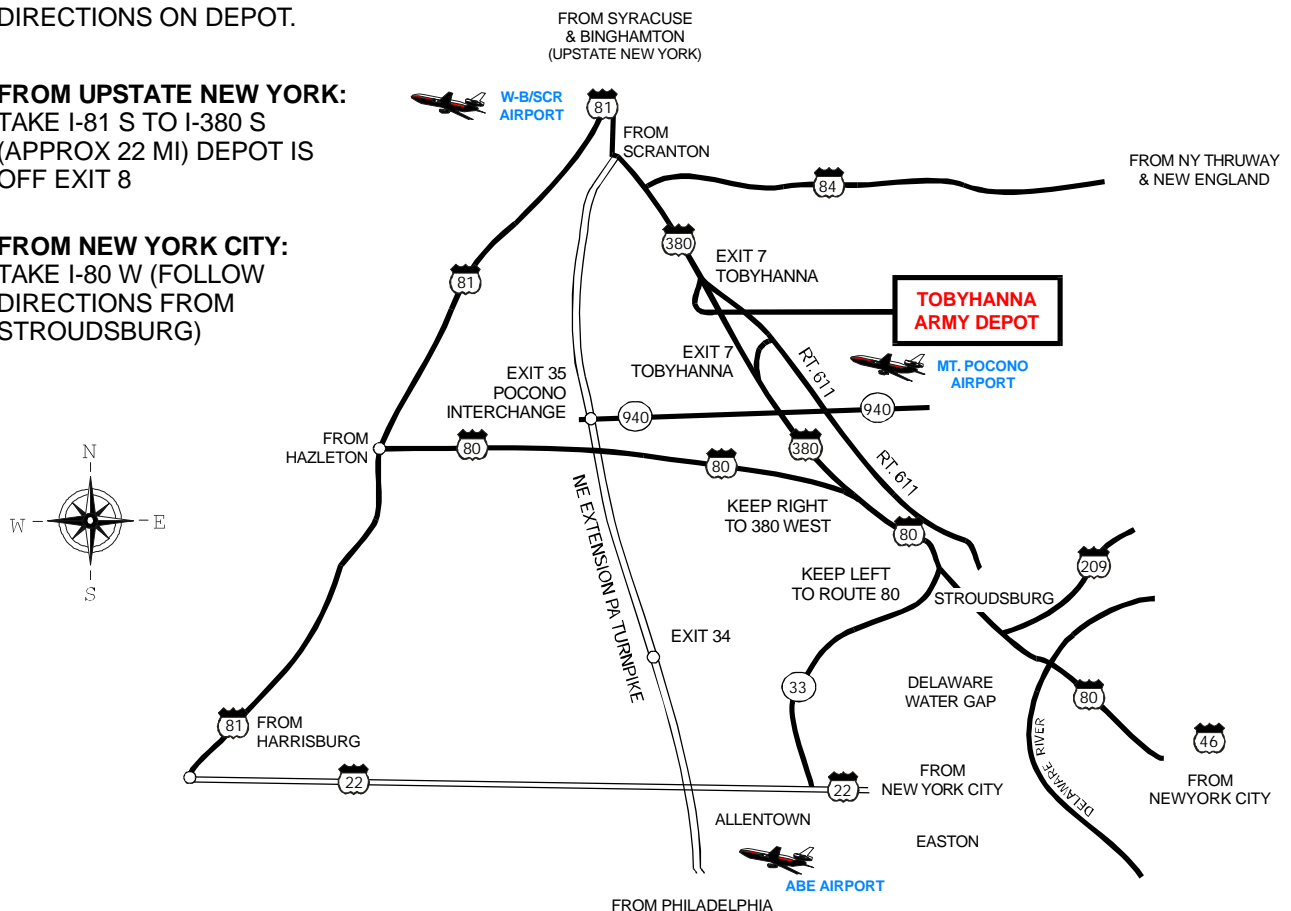 DIRECTIONS ON DEPOT.
FROM UPSTATE NEW YORK:
TAKE I-81 S TO I-380 S
(APPROX 22 MI) DEPOT IS
OFF EXIT 8
FROM NEW YORK CITY:
TAKE I-80 W (FOLLOW
DIRECTIONS FROM
STROUDSBURG)
FROM SYRACUSE
& BINGHAMTON
(UPSTATE NEW YORK)
W-B/SCR
AIRPORT
81
FROM
SCRANTON
84
FROM NY THRUWAY
& NEW ENGLAND
380
EXIT 7
TOBYHANNA
81
TOBYHANNA
ARMY DEPOT
EXIT 7
TOBYHANNA
RT. 611
MT. POCONO
AIRPORT
EXIT 35
POCONO
INTERCHANGE
940
940
FROM
HAZLETON
80
80
380
RT. 611
KEEP RIGHT
TO 380 WEST
80
N
W
E
S
NE EXTENSION PA TURNPIKE
KEEP LEFT
TO ROUTE 80
209
STROUDSBURG
EXIT 34
33
DELAWARE
WATER GAP
80
81
FROM
HARRISBURG
DELAWARE RIVER
46
FROM
NEWYORK CITY
22
22
FROM
NEW YORK CITY
ALLENTOWN
EASTON
ABE AIRPORT
FROM PHILADELPHIA